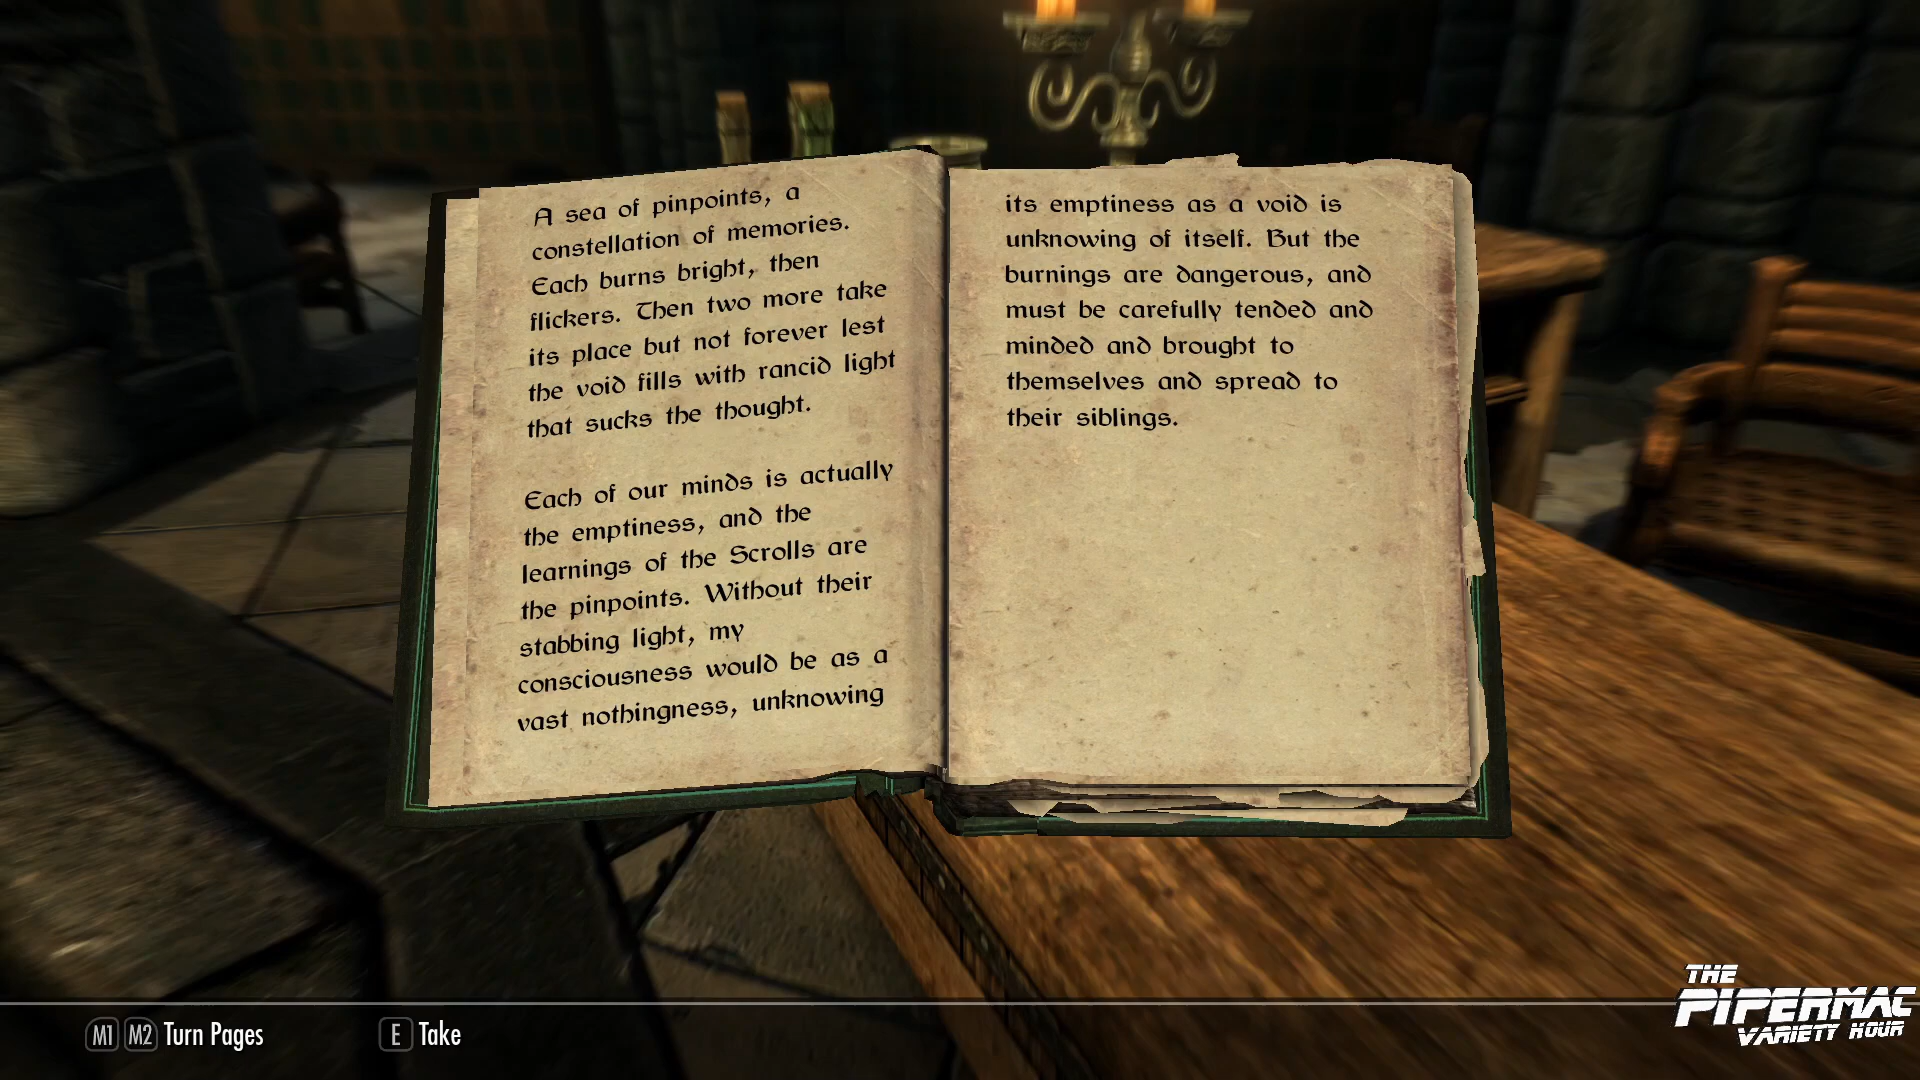 A sea of pinpoints, a
constellation of memories.
Each burns bright, then
flickers. Then two more take
its place but not forever lest
the void fills with rancid light
that sucks the thought.
Each of our minds is actually
the emptiness, and the
learnings of the Scrolls are
the pinpoints. Without their
stabbing light, my
consciousness would be as a
vast nothingness, unknowing
its emptiness as a void is
unknowing of itself. But the
burnings are dangerous, and
must be carefully tended and
minded and brought to
themselves and spread to
their siblings.
M1 M2 Turn Pages
E Take
THE
PIPERMAC
VARIETY HOUR